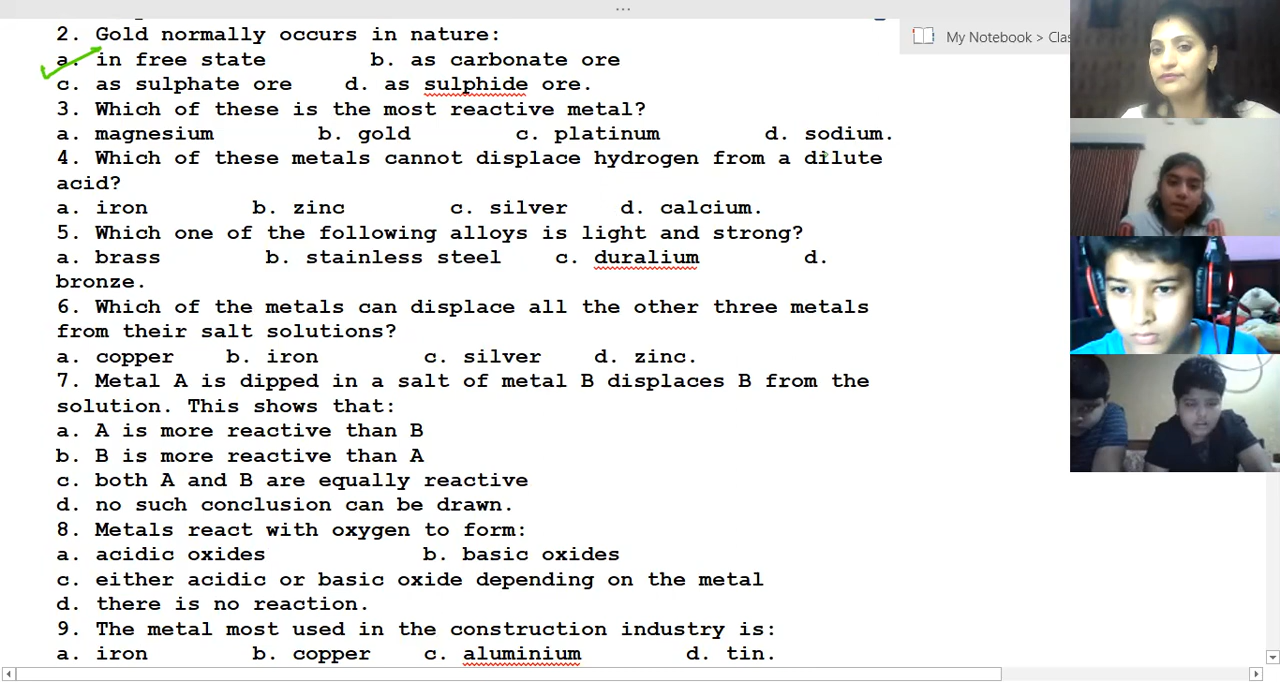 ...
My Notebook > Clas
2. Gold normally occurs in nature:
a. in free state b. as carbonate ore
c. as sulphate ore d. as sulphide ore.
3. Which of these is the most reactive metal?
a. magnesium b. gold c. platinum d. sodium.
4. Which of these metals cannot displace hydrogen from a dilute
acid?
a. iron b. zinc c. silver d. calcium.
5. Which one of the following alloys is light and strong?
a. brass b. stainless steel c. duralium d.
bronze.
6. Which of the metals can displace all the other three metals
from their salt solutions?
a. copper b. iron c. silver d. zinc.
7. Metal A is dipped in a salt of metal B displaces B from the
solution. This shows that:
a. A is more reactive than B
b. B is more reactive than A
c. both A and B are equally reactive
d. no such conclusion can be drawn.
8. Metals react with oxygen to form:
a. acidic oxides b. basic oxides
c. either acidic or basic oxide depending on the metal
d. there is no reaction.
9. The metal most used in the construction industry is:
a. iron b. copper c. aluminium d. tin.